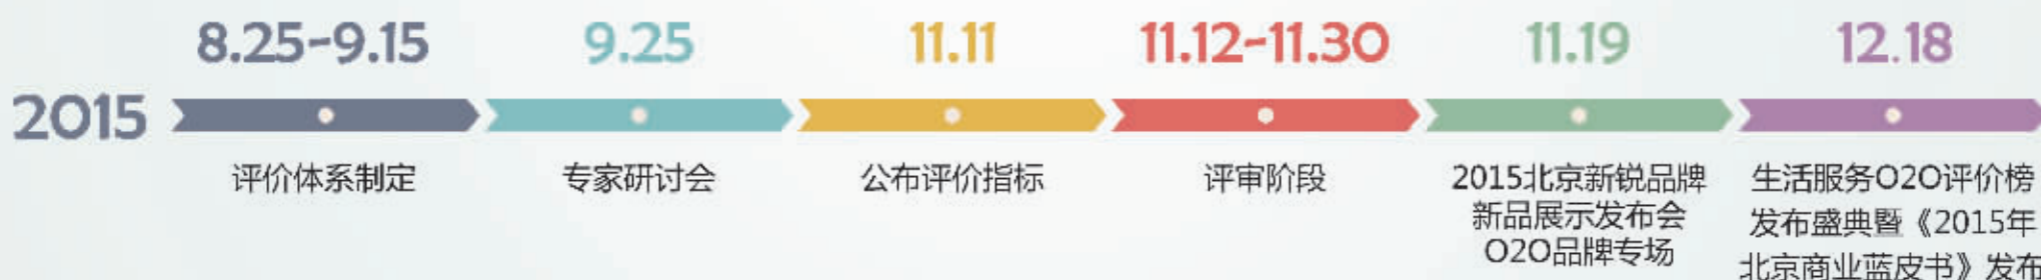 8.25-9.15
9.25
11.11
11.12-11.30
11.19
12.18
2015
评价体系制定
专家研讨会
公布评价指标
评审阶段
2015北京新锐品牌
新品展示发布会
O2O品牌专场
生活服务O2O评价榜
发布盛典暨《2015年
北京商业蓝皮书》发布